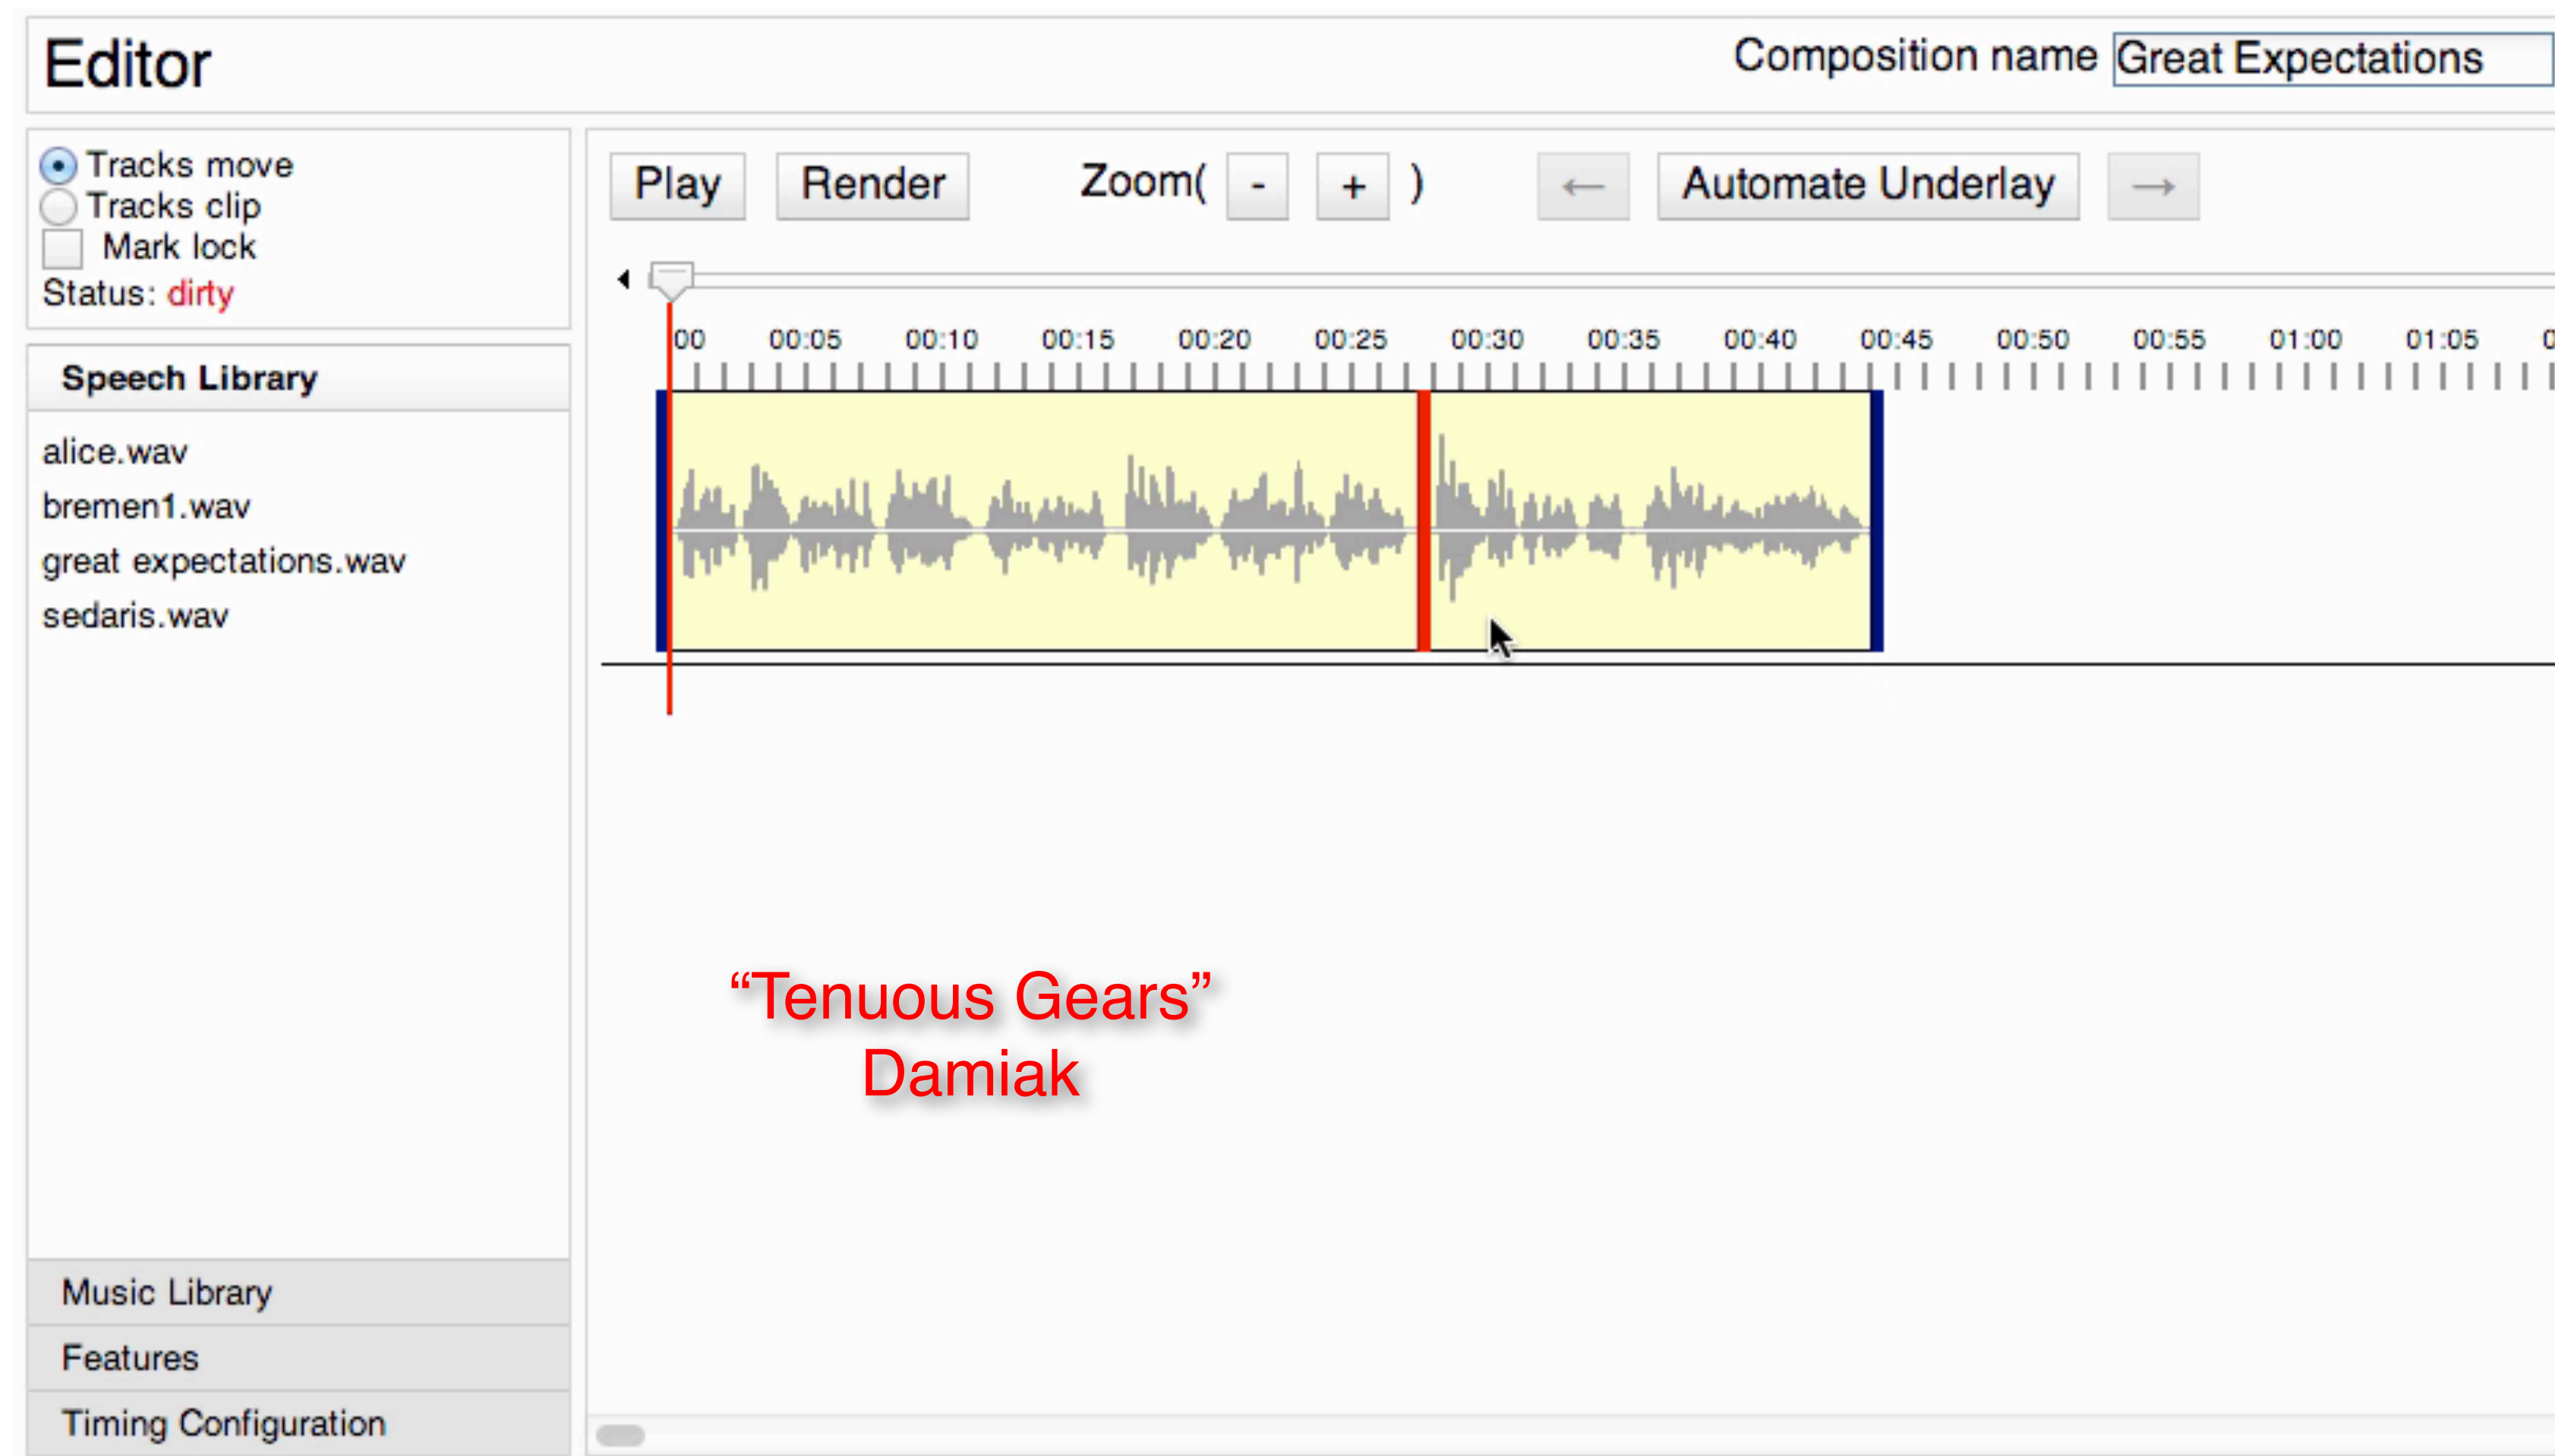 Editor
Composition name Great Expectations
Tracks move
Tracks clip
Mark lock
Status: dirty
Play Render Zoom( - + ) ← Automate Underlay →
00 00:05 00:10 00:15 00:20 00:25 00:30 00:35 00:40 00:45 00:50 00:55 01:00 01:05 0
Speech Library
alice.wav
bremen1.wav
great expectations.wav
sedaris.wav
“Tenuous Gears”
Damiak
Music Library
Features
Timing Configuration